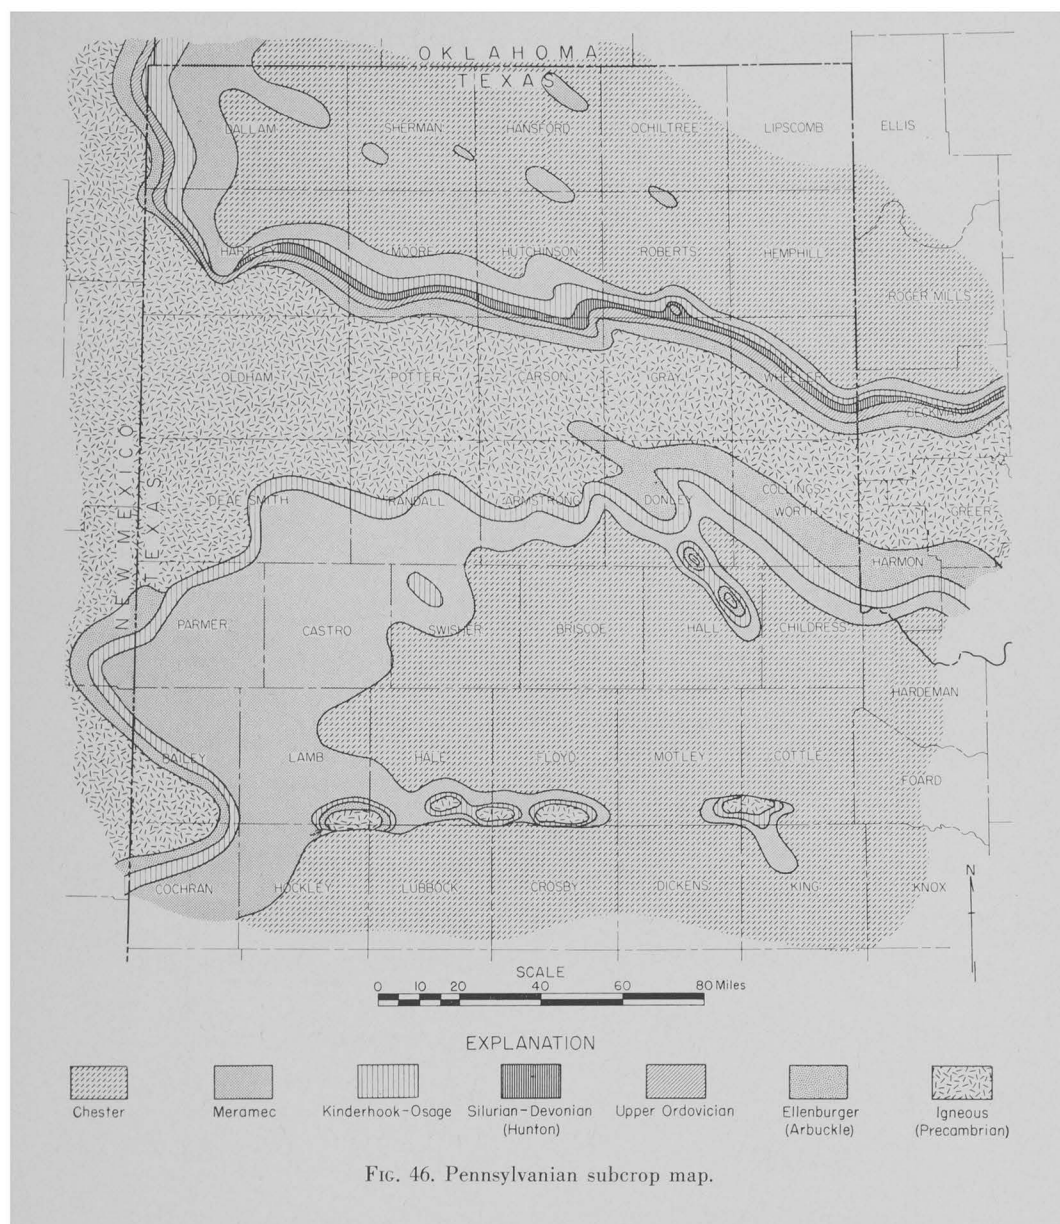 OKLAHOMA
TEXAS
DALLAM SHERMAN HANSFORD OCHILTREE LIPSCOMB ELLIS
HARTLEY MOORE HUTCHINSON ROBERTS HEMPHILL
ROGER MILLS
OLDHAM POTTER CARSON GRAY WHEELER
BECKMAN
NEW MEXICO
TEXAS
DEAF SMITH RANDALL ARMSTRONG DONLEY COLLINGS
WORTH GREER
HARMON
PARMER CASTRO SWISHER BRISCOE HALL CHILDRESS
HARDEMAN
BAILEY LAMB HALE FLOYD MOTLEY COTTLE
FOARD
COCHRAN HOCKLEY LUBBOCK CROSBY DICKENS KING KNOX
N
SCALE
0 10 20 40 60 80 Miles
EXPLANATION
Chester Meramec Kinderhook-Osage Silurian-Devonian Upper Ordovician Ellenburger Igneous
(Hunton) (Arbuckle) (Precambrian)
FIG. 46. Pennsylvanian subcrop map.